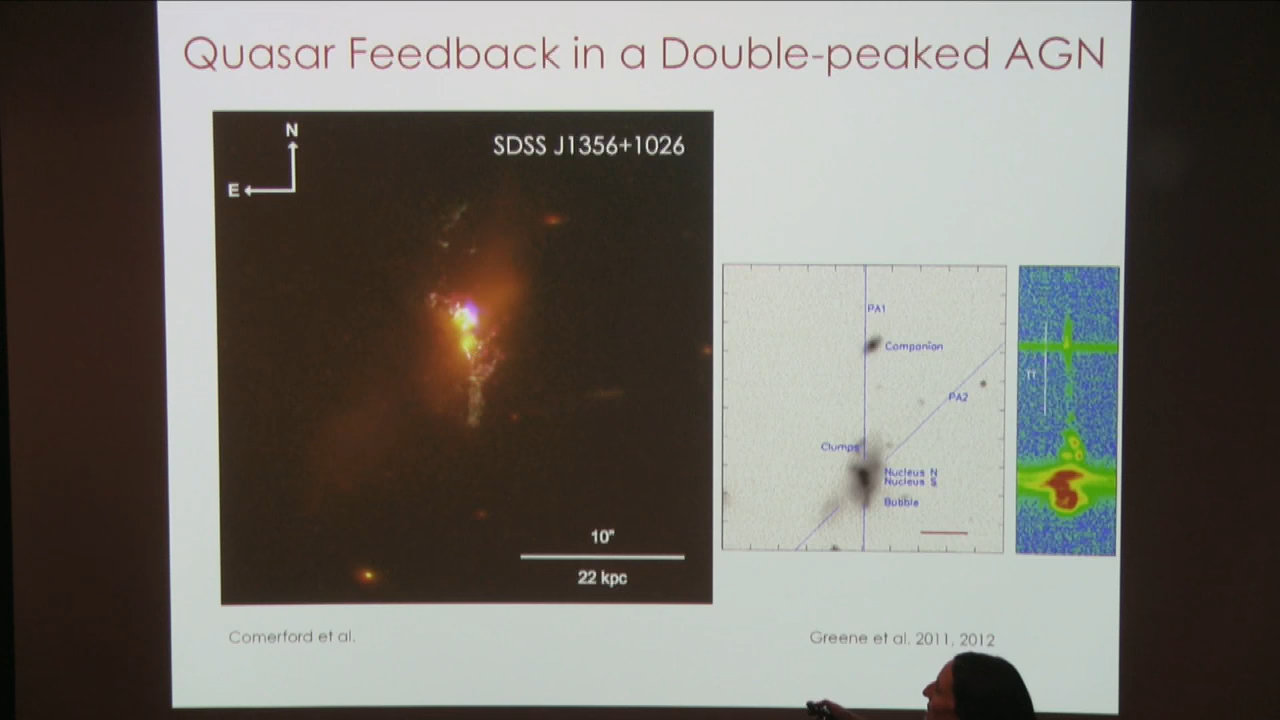 Quasar Feedback in a Double-peaked AGN
N
SDSS J1356+1026
E
PA1
Companion
PA2
Clumps
Nucleus N
Nucleus S
Bubble
10"
22 kpc
Comerford et al.
Greene et al. 2011, 2012